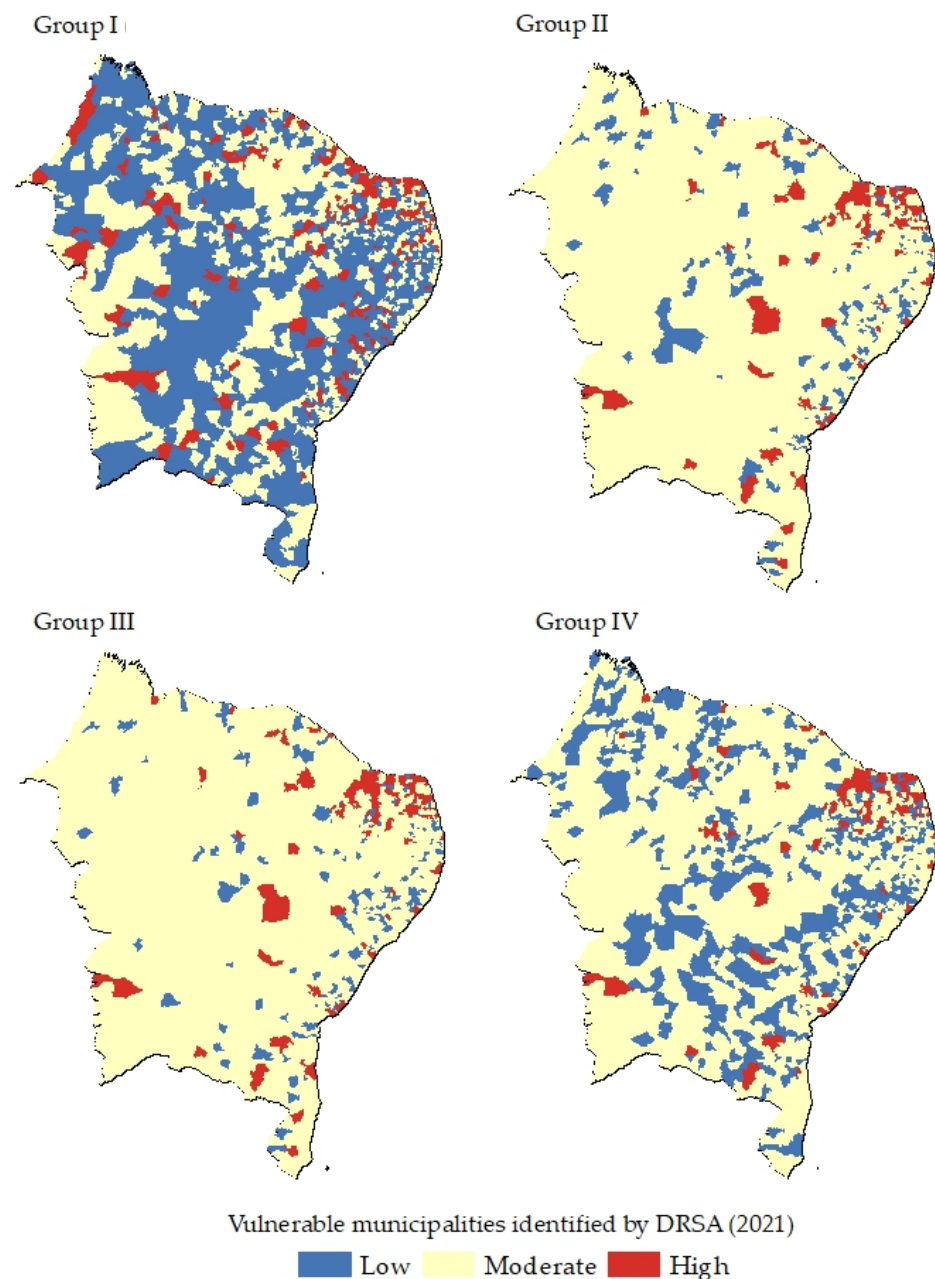 Group I
Group II
Group III
Group IV
Vulnerable municipalities identified by DRSA (2021)
Low Moderate High